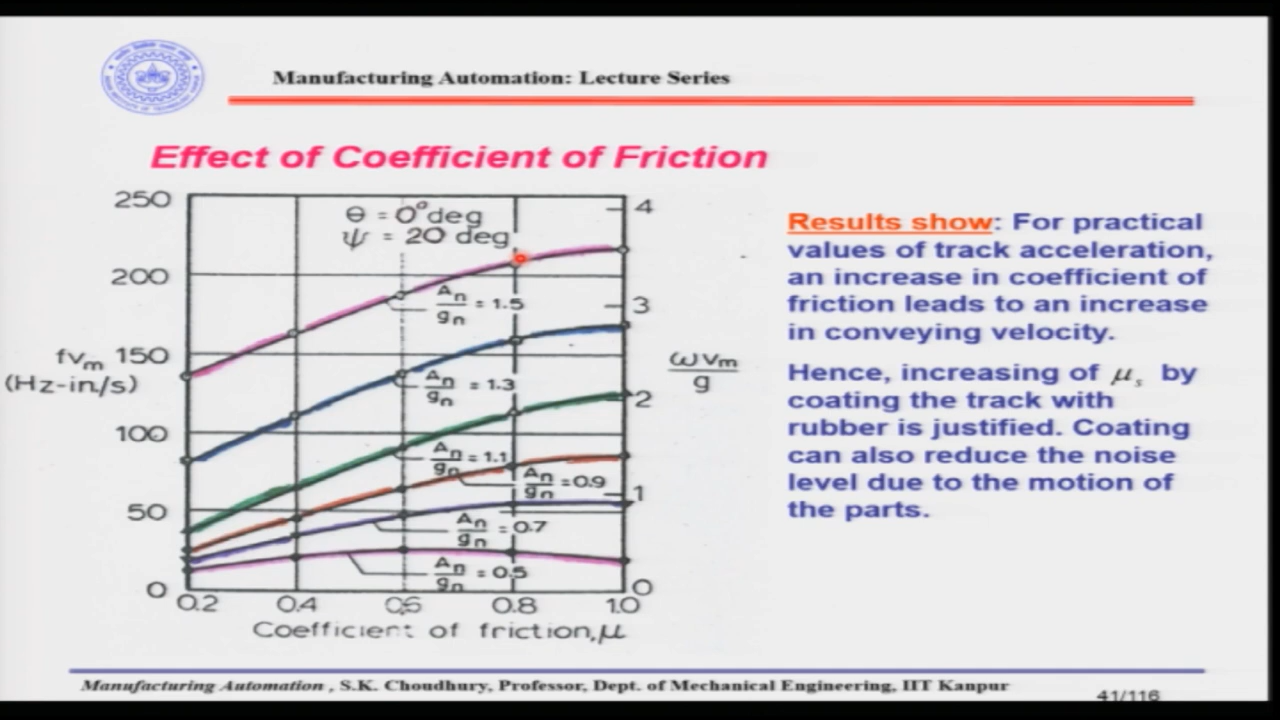 Manufacturing Automation: Lecture Series
Effect of Coefficient of Friction
250
200
150
100
50
0
fvm
(Hz-in/s)
θ = 0° deg
ψ = 20 deg
An/gn = 1.5
An/gn = 1.3
An/gn = 1.1
An/gn = 0.9
An/gn = 0.7
An/gn = 0.5
4
3
2
1
0
ωvm
g
0.2 0.4 0.6 0.8 1.0
Coefficient of friction,μ
Results show: For practical
values of track acceleration,
an increase in coefficient of
friction leads to an increase
in conveying velocity.
Hence, increasing of μs by
coating the track with
rubber is justified. Coating
can also reduce the noise
level due to the motion of
the parts.
Manufacturing Automation , S.K. Choudhury, Professor, Dept. of Mechanical Engineering, IIT Kanpur
41/116